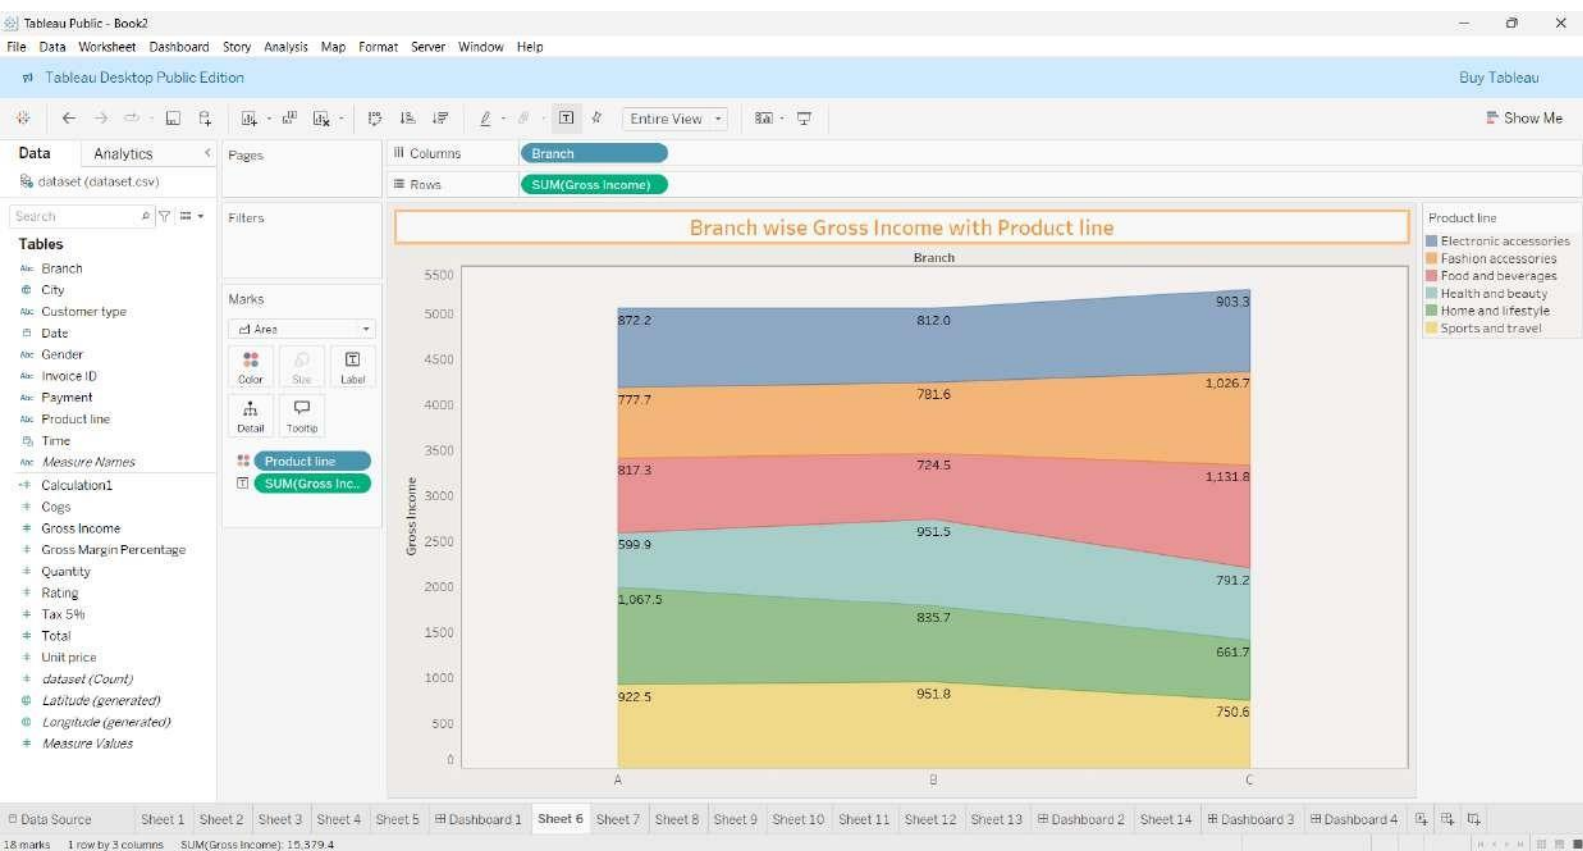 Tableau Public - Book2
File Data Worksheet Dashboard Story Analysis Map Format Server Window Help
Tableau Desktop Public Edition
Buy Tableau
Entire View
Show Me
Data Analytics
dataset (dataset.csv)
Search
Tables
Abc Branch
City
Abc Customer type
Date
Abc Gender
Abc Invoice ID
Abc Payment
Abc Product line
Time
Abc Measure Names
Calculation1
Cogs
Gross Income
Gross Margin Percentage
Quantity
Rating
Tax 5%
Total
Unit price
dataset (Count)
Latitude (generated)
Longitude (generated)
Measure Values
Pages
Filters
Marks
Area
Color Size Label
Detail Tooltip
Product line
SUM(Gross Inc..
Columns Branch
Rows SUM(Gross Income)
Branch wise Gross Income with Product line
Branch
Gross Income
5500
5000
4500
4000
3500
3000
2500
2000
1500
1000
500
0
872.2 812.0 903.3
777.7 781.6 1,026.7
817.3 724.5 1,131.8
599.9 951.5 791.2
1,067.5 835.7 661.7
922.5 951.8 750.6
A B C
Product line
Electronic accessories
Fashion accessories
Food and beverages
Health and beauty
Home and lifestyle
Sports and travel
Data Source Sheet 1 Sheet 2 Sheet 3 Sheet 4 Sheet 5 Dashboard 1 Sheet 6 Sheet 7 Sheet 8 Sheet 9 Sheet 10 Sheet 11 Sheet 12 Sheet 13 Dashboard 2 Sheet 14 Dashboard 3 Dashboard 4
18 marks 1 row by 3 columns SUM(Gross Income): 15,379.4